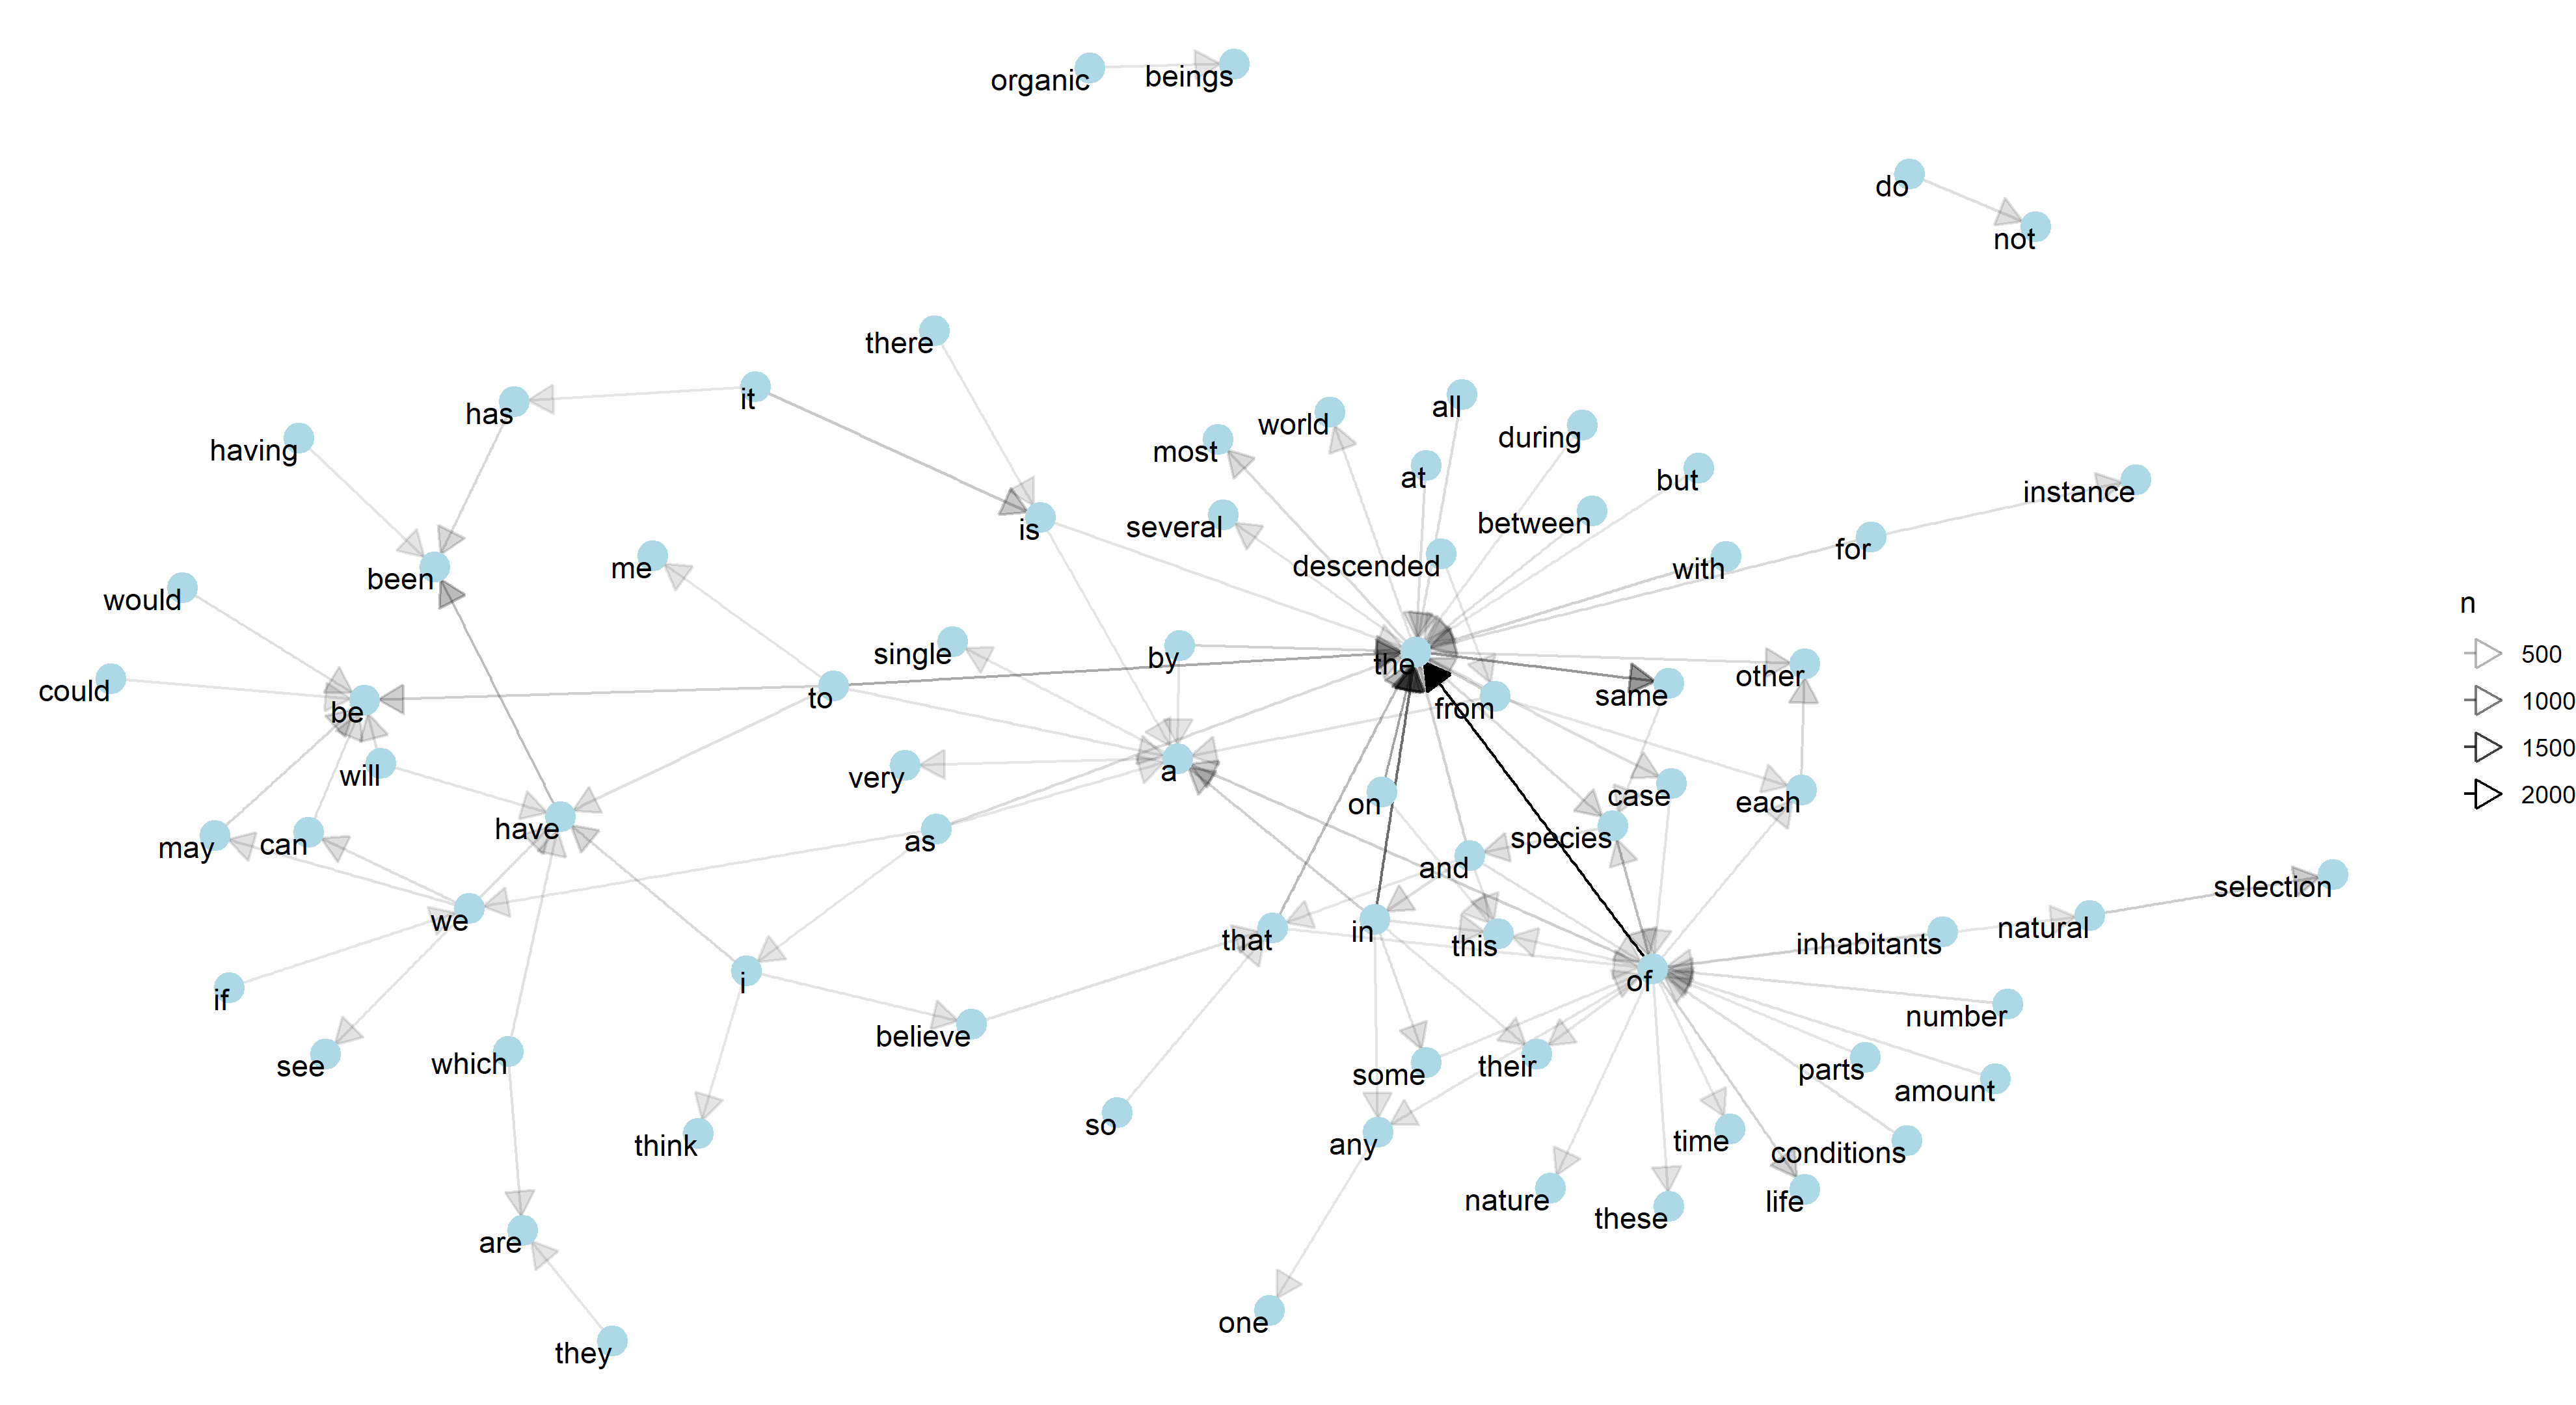 organic
beings
do
not
there
it
has
all
world
during
having
most
at
but
instance
several
between
is
for
me
descended
with
been
would
single
by
the
other
could
to
same
be
from
very
a
will
case
each
on
have
species
as
may
can
and
selection
we
that
in
this
inhabitants
natural
if
i
of
believe
number
see
which
some
their
parts
amount
so
think
any
time
conditions
nature
these
life
are
one
they
n
500
1000
1500
2000